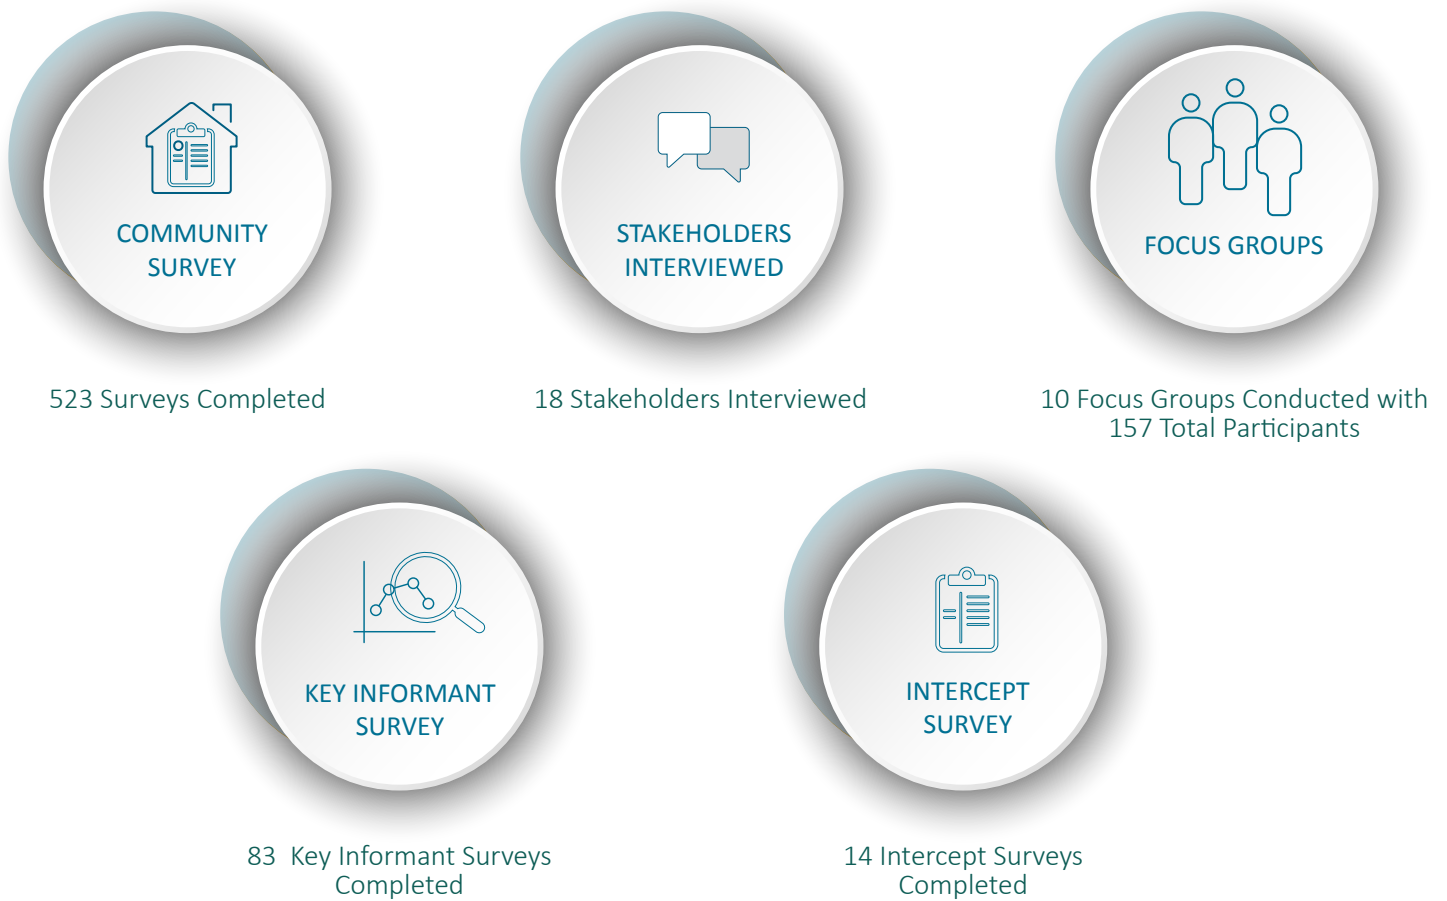 COMMUNITY
SURVEY
523 Surveys Completed
STAKEHOLDERS
INTERVIEWED
18 Stakeholders Interviewed
FOCUS GROUPS
10 Focus Groups Conducted with
157 Total Participants
KEY INFORMANT
SURVEY
83 Key Informant Surveys
Completed
INTERCEPT
SURVEY
14 Intercept Surveys
Completed